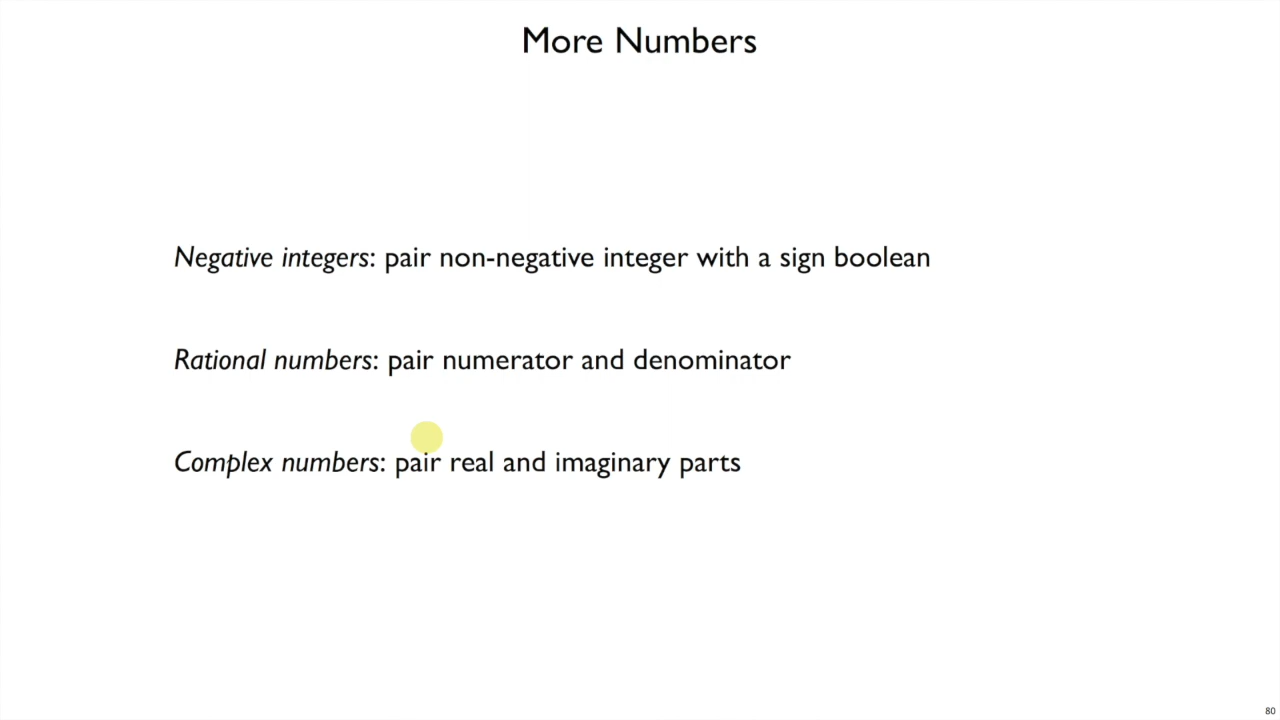 More Numbers
Negative integers: pair non-negative integer with a sign boolean
Rational numbers: pair numerator and denominator
Complex numbers: pair real and imaginary parts
80